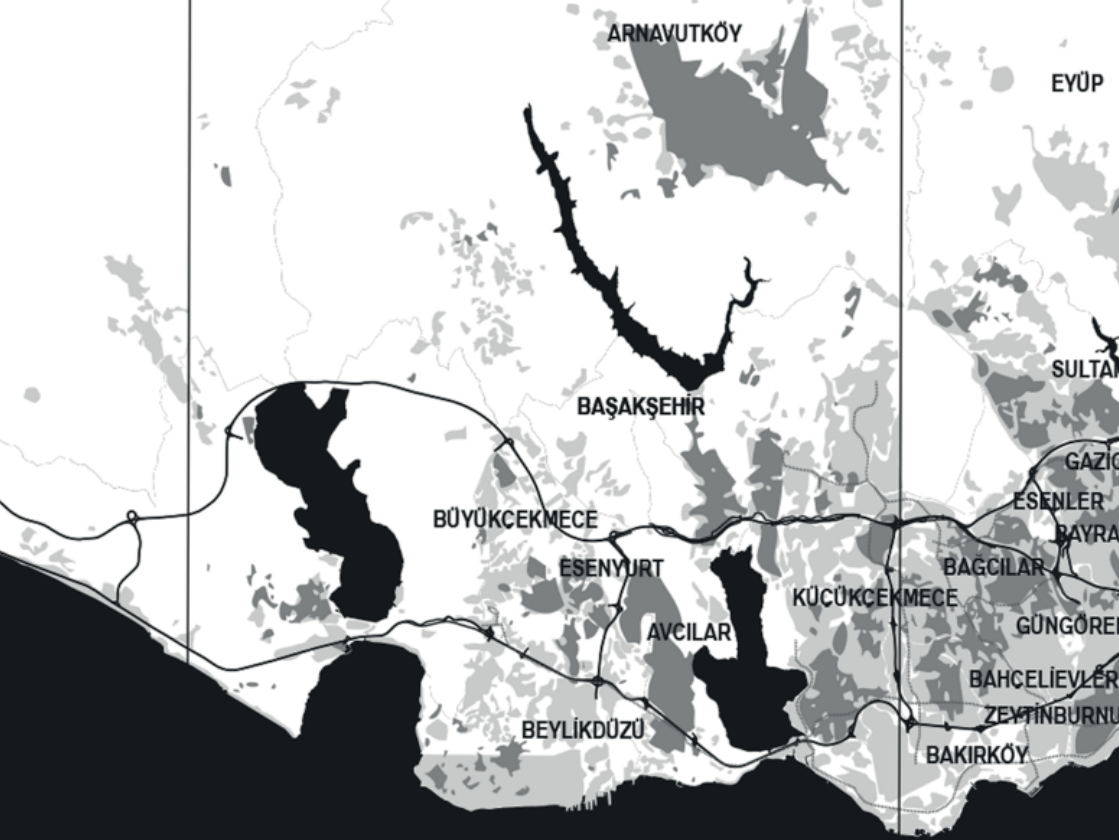 ARNAVUTKÖY
EYÜP
BAŞAKŞEHİR
BÜYÜKÇEKMECE
ESENLER
ESENYURT
BAĞCILAR
KÜÇÜKÇEKMECE
AVCILAR
BAHÇELİEVLER
ZEYTİNBURNU
BEYLİKDÜZÜ
BAKIRKÖY